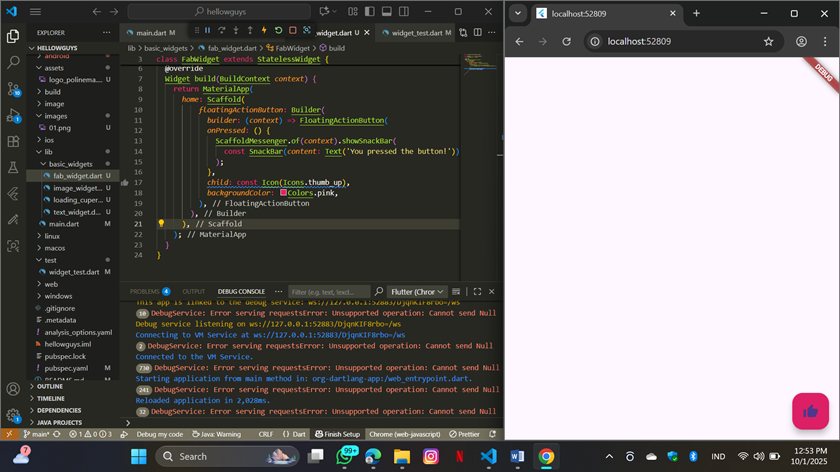 hellowguys
EXPLORER
HELLOWGUYS
android
assets
logo_polinema... U
build
image
images
01.png U
ios
lib
basic_widgets
fab_widget.dart U
image_widget... U
loading_cuper...
text_widget.d... U
main.dart U
linux
macos
test
widget_test.dart U
web
windows
.gitignore
.metadata
analysis_options.yaml
hellowguys.iml
pubspec.lock
pubspec.yaml M
OUTLINE
TIMELINE
DEPENDENCIES
JAVA PROJECTS
main.dart U
widget.dart U
widget_test.dart U
lib > basic_widgets > fab_widget.dart > FabWidget > build
3 class FabWidget extends StatelessWidget {
6 @override
7 Widget build(BuildContext context) {
8 return MaterialApp(
9 home: Scaffold(
10 floatingActionButton: Builder(
11 builder: (context) => FloatingActionButton(
12 onPressed: () {
13 ScaffoldMessenger.of(context).showSnackBar(
14 const SnackBar(content: Text('You pressed the button!'))
15 );
16 },
17 child: const Icon(Icons.thumb_up),
18 backgroundColor: Colors.pink,
19 ), // FloatingActionButton
20 ), // Builder
21 ), // Scaffold
22 ); // MaterialApp
23 }
24 }
PROBLEMS 4 OUTPUT DEBUG CONSOLE ... Filter (e.g. text, !exclud... Flutter (Chror
This app is linked to the debug service: ws://127.0.0.1:52883/DjqnKIF8rbo=/ws
10 DebugService: Error serving requestsError: Unsupported operation: Cannot send Null
Debug service listening on ws://127.0.0.1:52883/DjqnKIF8rbo=/ws
Connecting to VM Service at ws://127.0.0.1:52883/DjqnKIF8rbo=/ws
2 DebugService: Error serving requestsError: Unsupported operation: Cannot send Null
Connected to the VM Service.
730 DebugService: Error serving requestsError: Unsupported operation: Cannot send Null
Starting application from main method in: org-dartlang-app:/web_entrypoint.dart.
241 DebugService: Error serving requestsError: Unsupported operation: Cannot send Null
Reloaded application in 2,028ms.
32 DebugService: Error serving requestsError: Unsupported operation: Cannot send Null
main* 1 0 3 Debug my code Java: Warning CRLF {} Dart Finish Setup Chrome (web-javascript) Prettier
localhost:52809
localhost:52809
DEBUG
Search
99+
IND
12:53 PM
10/1/2025